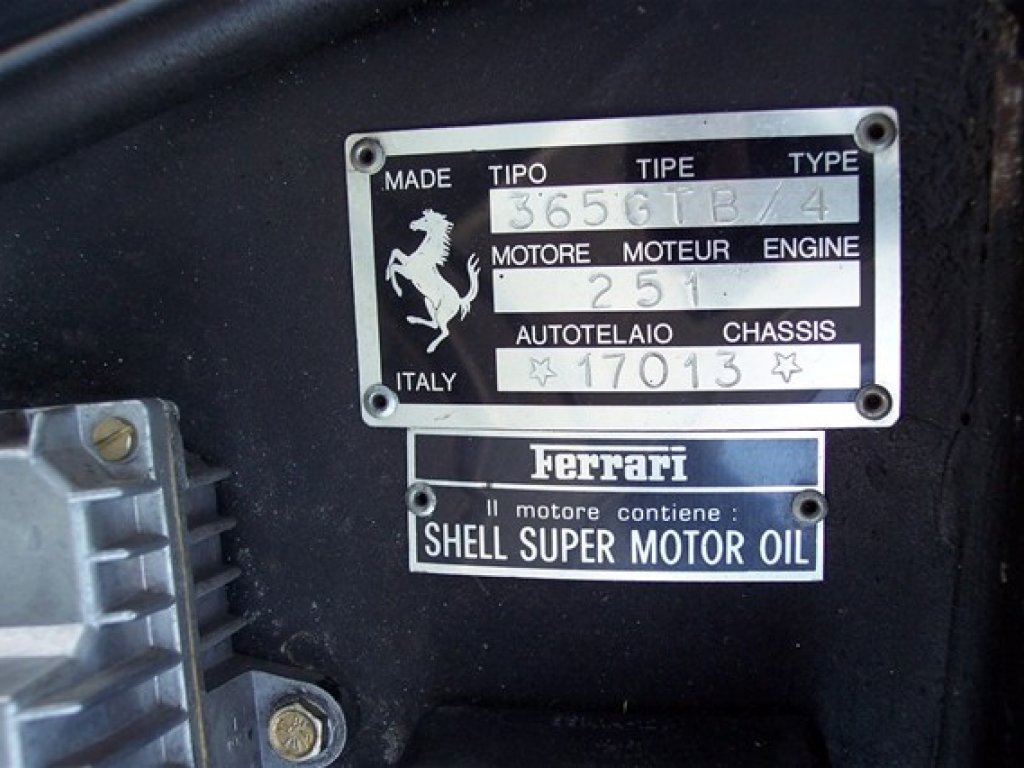 MADE TIPO TIPE TYPE
365GTB/4
MOTORE MOTEUR ENGINE
251
AUTOTELAIO CHASSIS
ITALY ☆17013☆
Ferrari
Il motore contiene :
SHELL SUPER MOTOR OIL